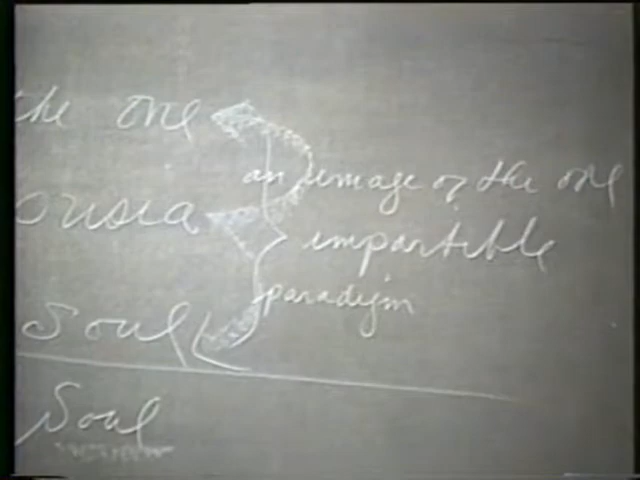 the one
an image of the one
ousia
impartible
paradigm
Soul
Soul